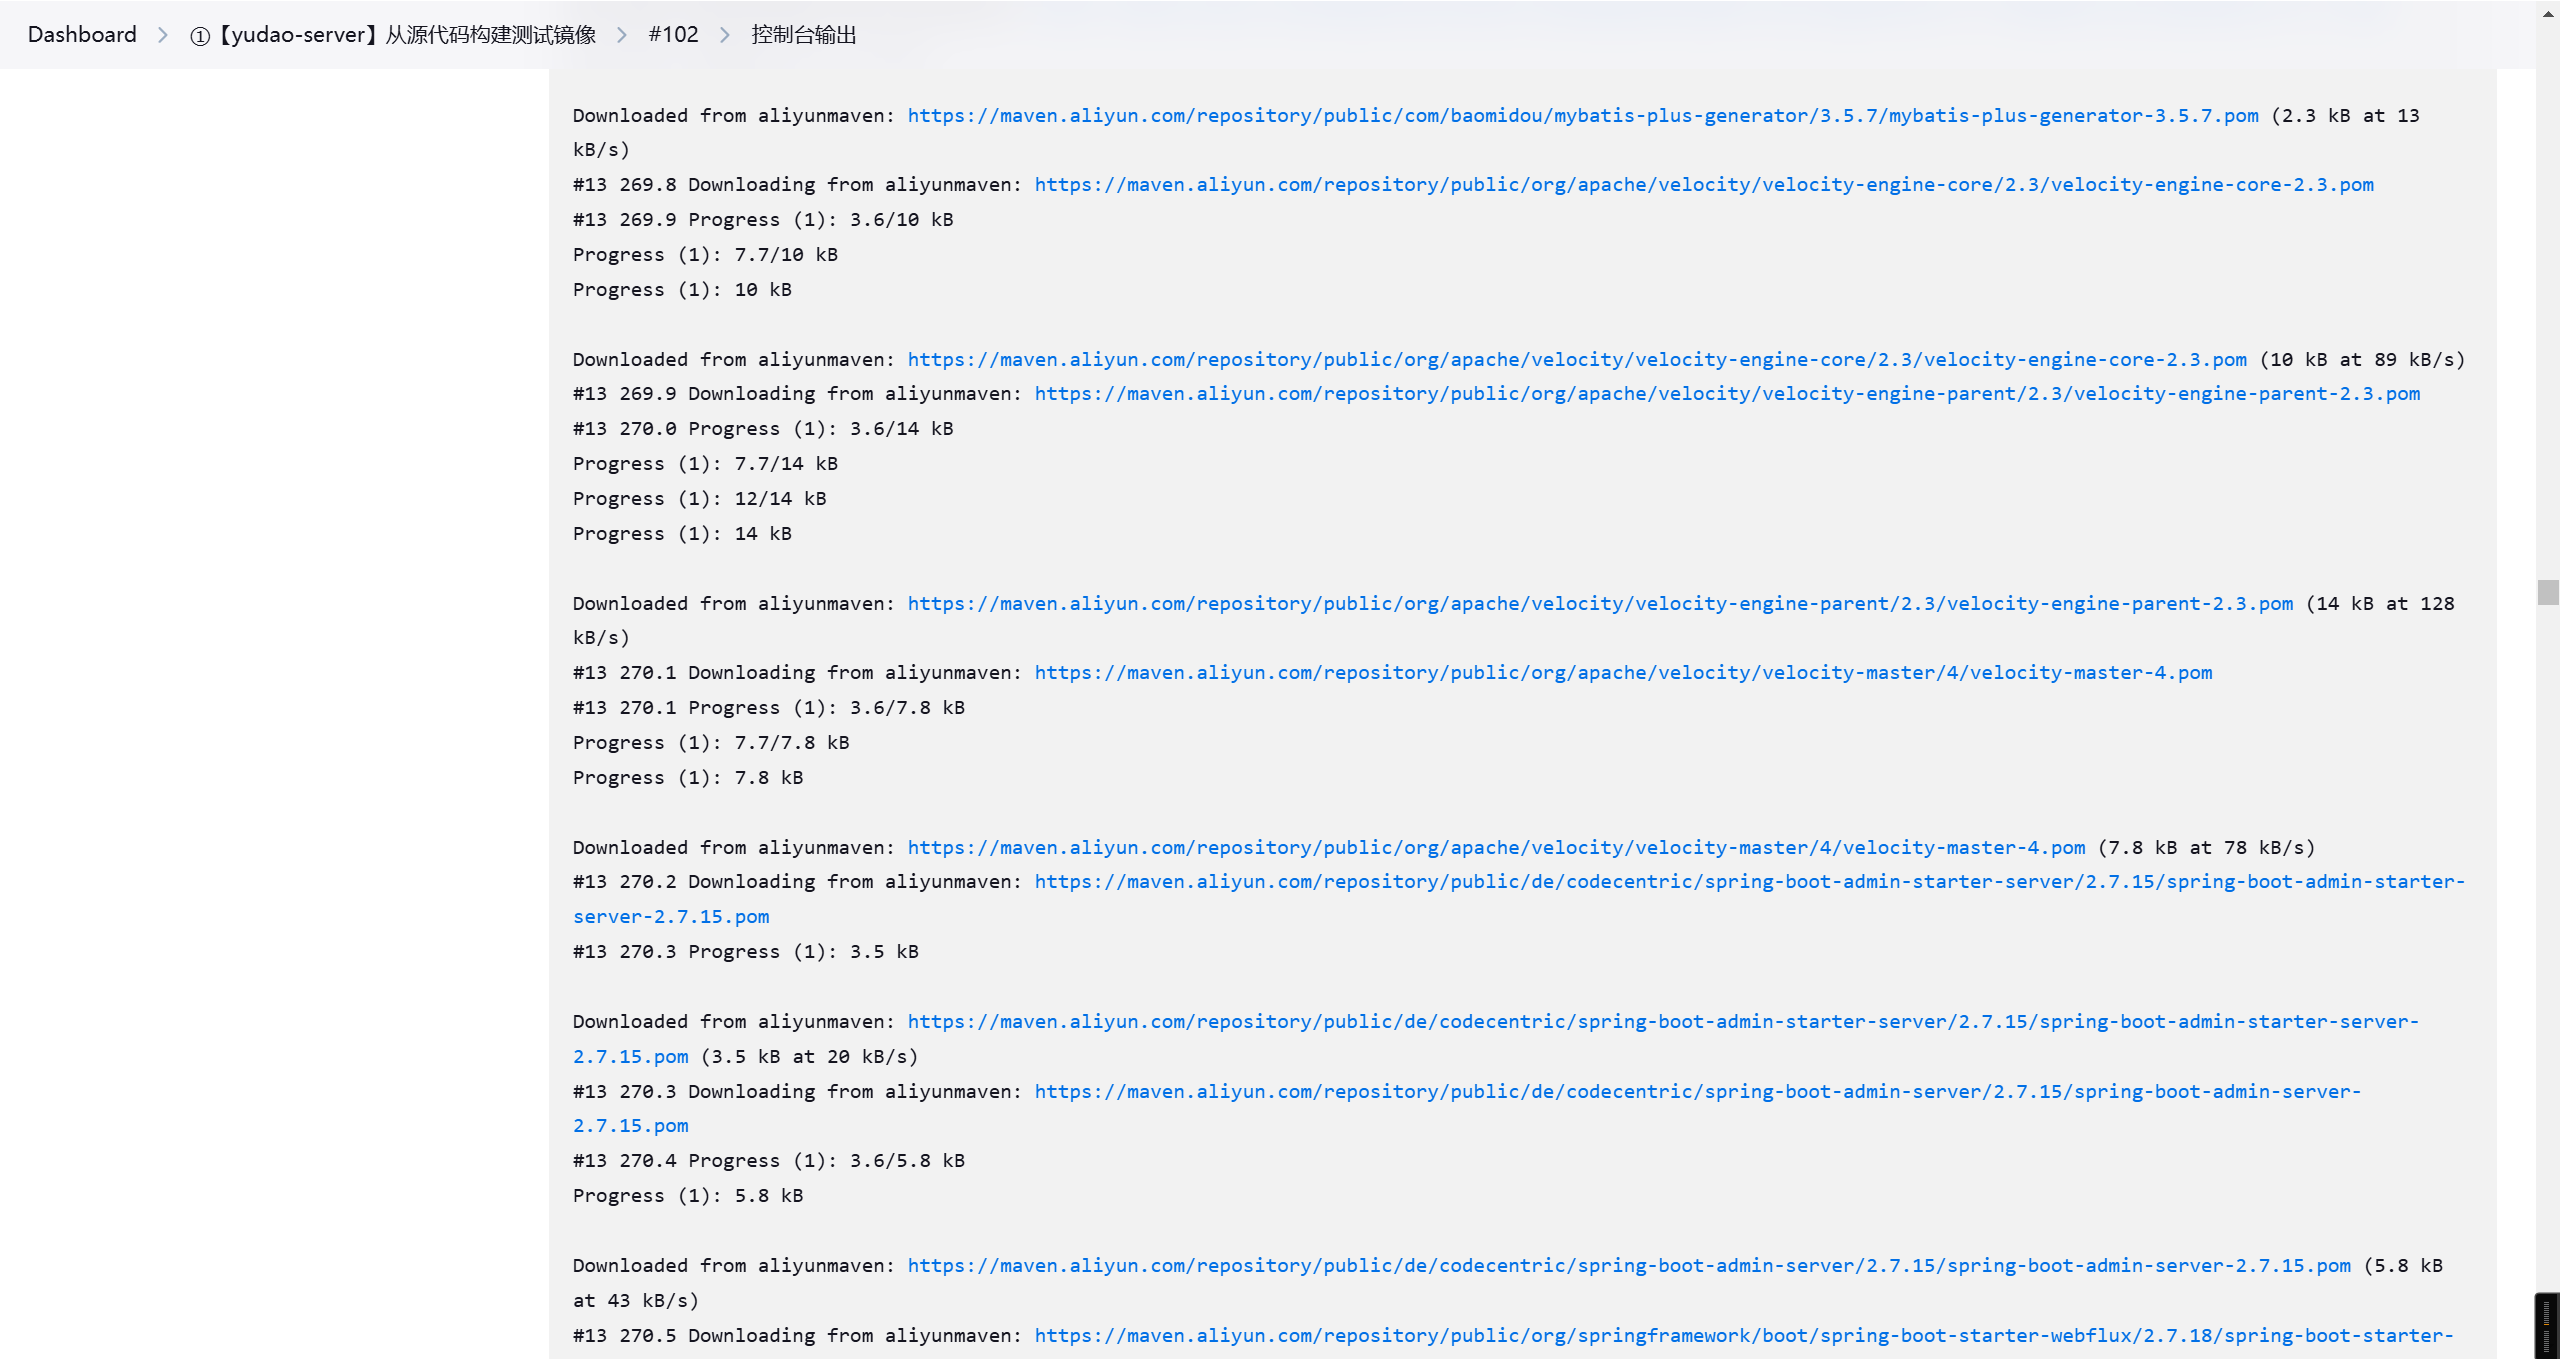 Dashboard > ①【yudao-server】从源代码构建测试镜像 > #102 > 控制台输出
Downloaded from aliyunmaven: https://maven.aliyun.com/repository/public/com/baomidou/mybatis-plus-generator/3.5.7/mybatis-plus-generator-3.5.7.pom (2.3 kB at 13
kB/s)
#13 269.8 Downloading from aliyunmaven: https://maven.aliyun.com/repository/public/org/apache/velocity/velocity-engine-core/2.3/velocity-engine-core-2.3.pom
#13 269.9 Progress (1): 3.6/10 kB
Progress (1): 7.7/10 kB
Progress (1): 10 kB
Downloaded from aliyunmaven: https://maven.aliyun.com/repository/public/org/apache/velocity/velocity-engine-core/2.3/velocity-engine-core-2.3.pom (10 kB at 89 kB/s)
#13 269.9 Downloading from aliyunmaven: https://maven.aliyun.com/repository/public/org/apache/velocity/velocity-engine-parent/2.3/velocity-engine-parent-2.3.pom
#13 270.0 Progress (1): 3.6/14 kB
Progress (1): 7.7/14 kB
Progress (1): 12/14 kB
Progress (1): 14 kB
Downloaded from aliyunmaven: https://maven.aliyun.com/repository/public/org/apache/velocity/velocity-engine-parent/2.3/velocity-engine-parent-2.3.pom (14 kB at 128
kB/s)
#13 270.1 Downloading from aliyunmaven: https://maven.aliyun.com/repository/public/org/apache/velocity/velocity-master/4/velocity-master-4.pom
#13 270.1 Progress (1): 3.6/7.8 kB
Progress (1): 7.7/7.8 kB
Progress (1): 7.8 kB
Downloaded from aliyunmaven: https://maven.aliyun.com/repository/public/org/apache/velocity/velocity-master/4/velocity-master-4.pom (7.8 kB at 78 kB/s)
#13 270.2 Downloading from aliyunmaven: https://maven.aliyun.com/repository/public/de/codecentric/spring-boot-admin-starter-server/2.7.15/spring-boot-admin-starter-
server-2.7.15.pom
#13 270.3 Progress (1): 3.5 kB
Downloaded from aliyunmaven: https://maven.aliyun.com/repository/public/de/codecentric/spring-boot-admin-starter-server/2.7.15/spring-boot-admin-starter-server-
2.7.15.pom (3.5 kB at 20 kB/s)
#13 270.3 Downloading from aliyunmaven: https://maven.aliyun.com/repository/public/de/codecentric/spring-boot-admin-server/2.7.15/spring-boot-admin-server-
2.7.15.pom
#13 270.4 Progress (1): 3.6/5.8 kB
Progress (1): 5.8 kB
Downloaded from aliyunmaven: https://maven.aliyun.com/repository/public/de/codecentric/spring-boot-admin-server/2.7.15/spring-boot-admin-server-2.7.15.pom (5.8 kB
at 43 kB/s)
#13 270.5 Downloading from aliyunmaven: https://maven.aliyun.com/repository/public/org/springframework/boot/spring-boot-starter-webflux/2.7.18/spring-boot-starter-